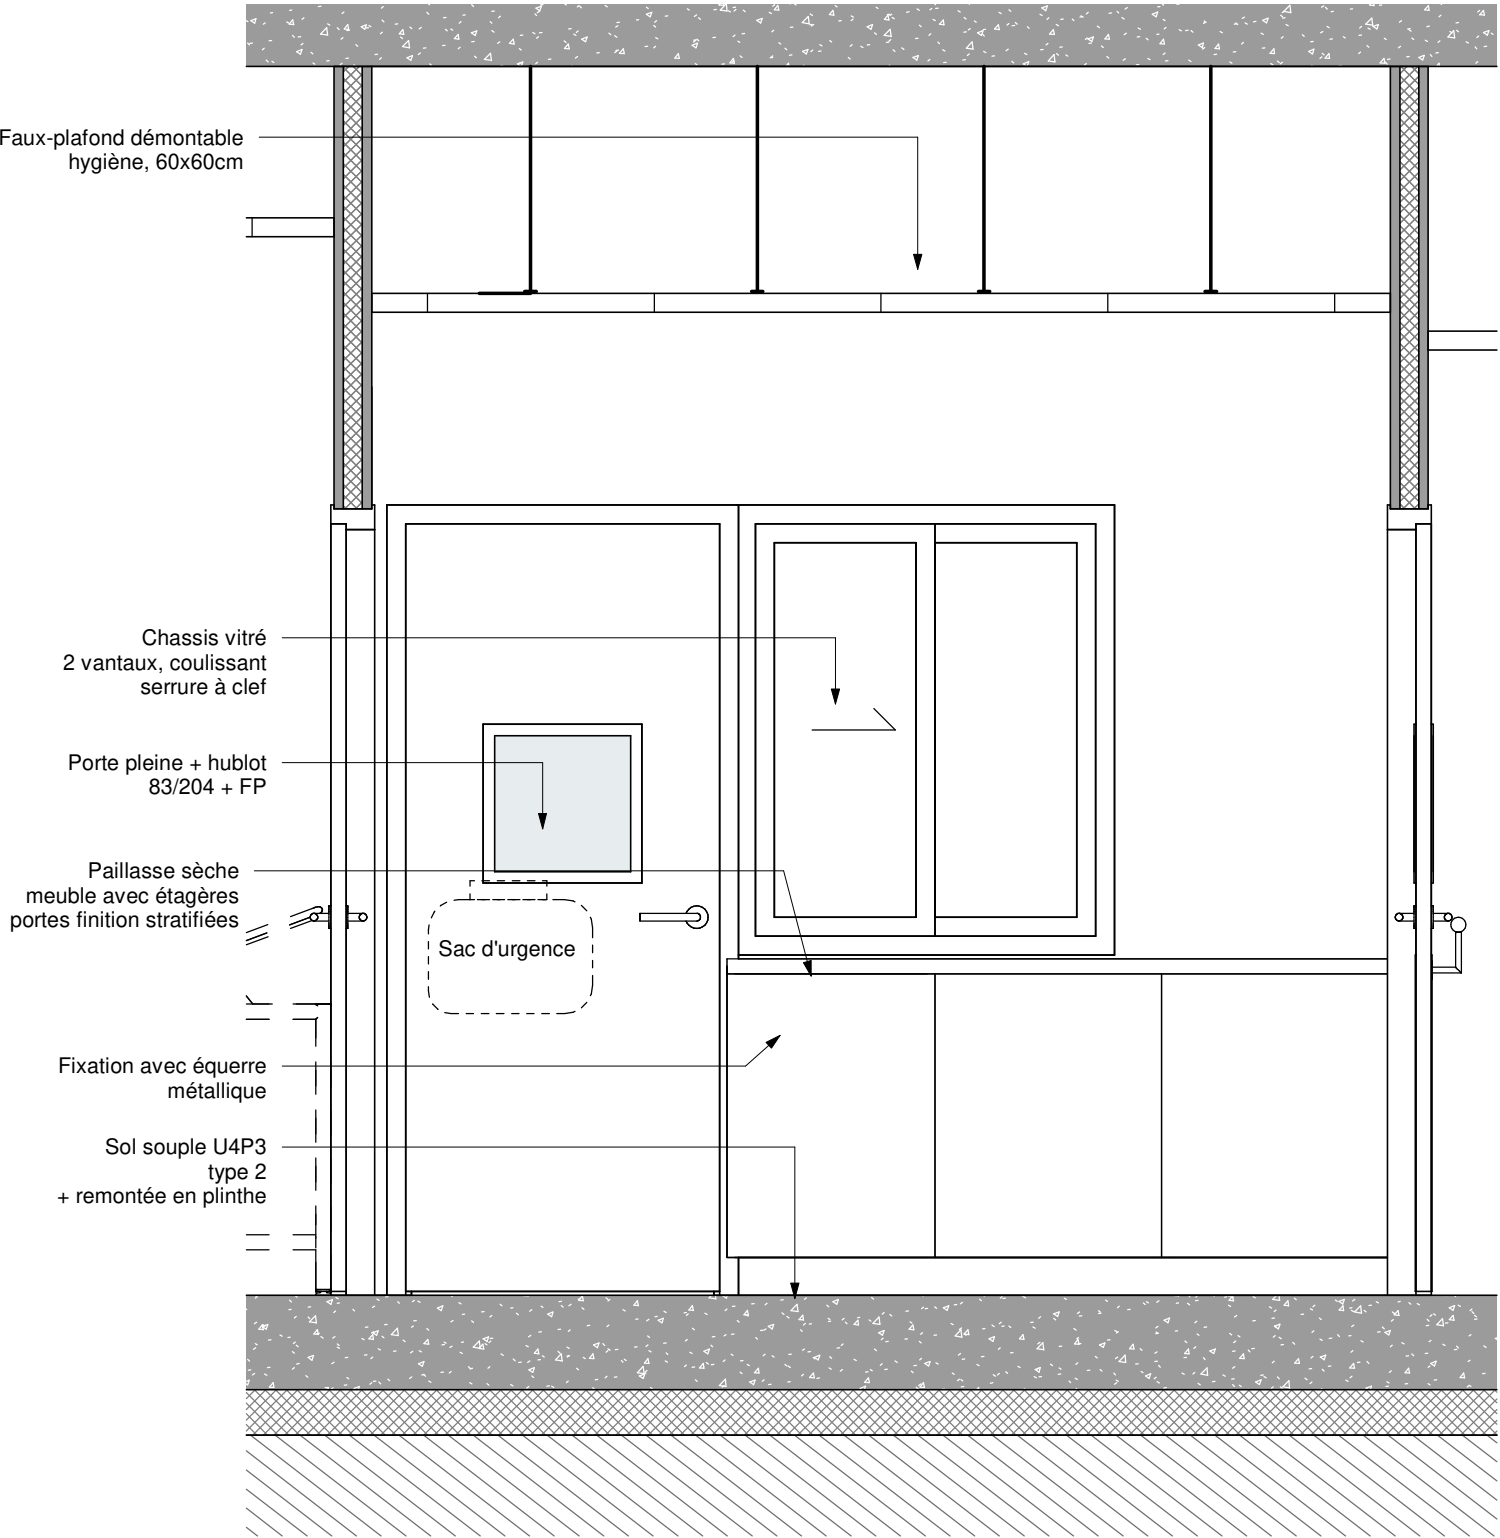 Faux-plafond démontable
hygiène, 60x60cm
Chassis vitré
2 vantaux, coulissant
serrure à clef
Porte pleine + hublot
83/204 + FP
Paillasse sèche
meuble avec étagères
portes finition stratifiées
Sac d'urgence
Fixation avec équerre
métallique
Sol souple U4P3
type 2
+ remontée en plinthe